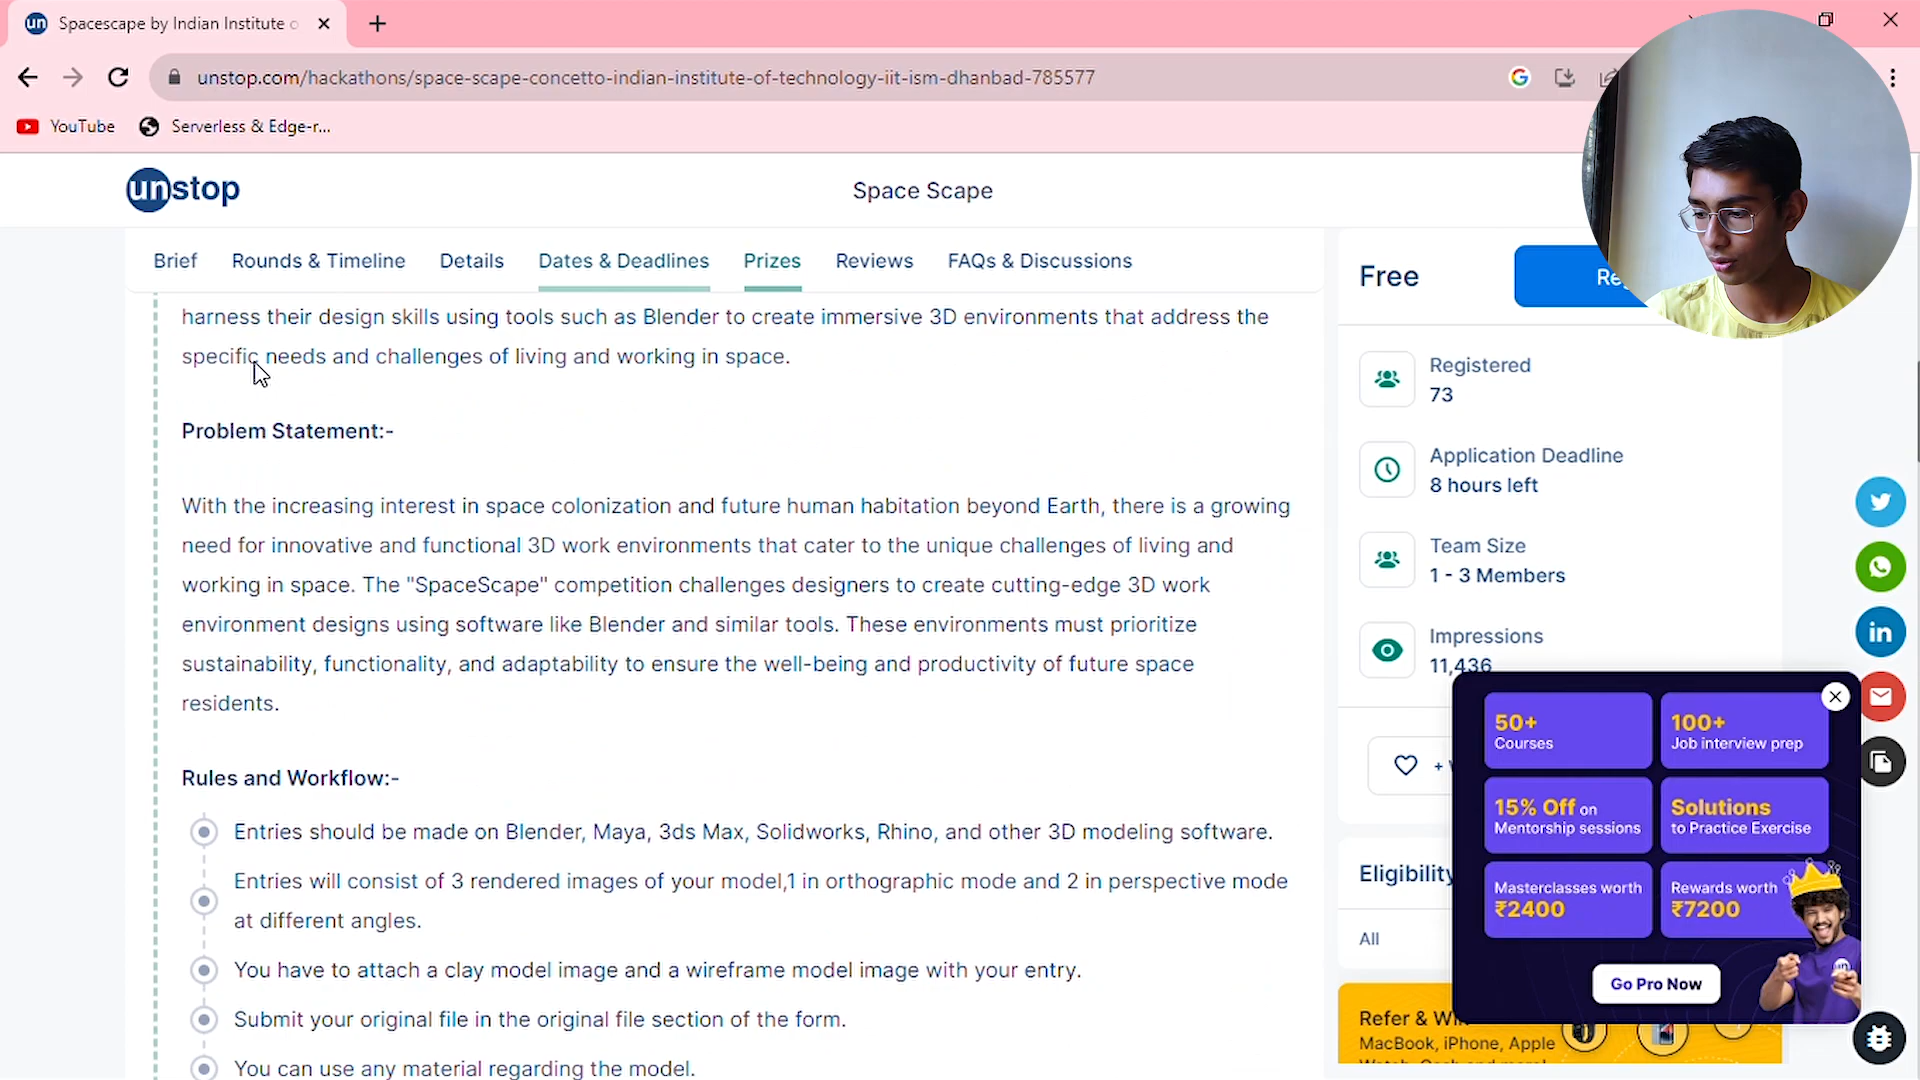 un Spacescape by Indian Institute
unstop.com/hackathons/space-scape-concetto-indian-institute-of-technology-iit-ism-dhanbad-785577
YouTube Serverless & Edge-r...
unstop
Space Scape
Brief Rounds & Timeline Details Dates & Deadlines Prizes Reviews FAQs & Discussions
harness their design skills using tools such as Blender to create immersive 3D environments that address the
specific needs and challenges of living and working in space.
Problem Statement:-
With the increasing interest in space colonization and future human habitation beyond Earth, there is a growing
need for innovative and functional 3D work environments that cater to the unique challenges of living and
working in space. The "SpaceScape" competition challenges designers to create cutting-edge 3D work
environment designs using software like Blender and similar tools. These environments must prioritize
sustainability, functionality, and adaptability to ensure the well-being and productivity of future space
residents.
Rules and Workflow:-
Entries should be made on Blender, Maya, 3ds Max, Solidworks, Rhino, and other 3D modeling software.
Entries will consist of 3 rendered images of your model,1 in orthographic mode and 2 in perspective mode
at different angles.
You have to attach a clay model image and a wireframe model image with your entry.
Submit your original file in the original file section of the form.
You can use any material regarding the model.
Free
Registered
73
Application Deadline
8 hours left
Team Size
1 - 3 Members
Impressions
11,436
Eligibility
All
Refer & Win
MacBook, iPhone, Apple
50+
Courses
100+
Job interview prep
15% Off on
Mentorship sessions
Solutions
to Practice Exercise
Masterclasses worth
₹2400
Rewards worth
₹7200
Go Pro Now